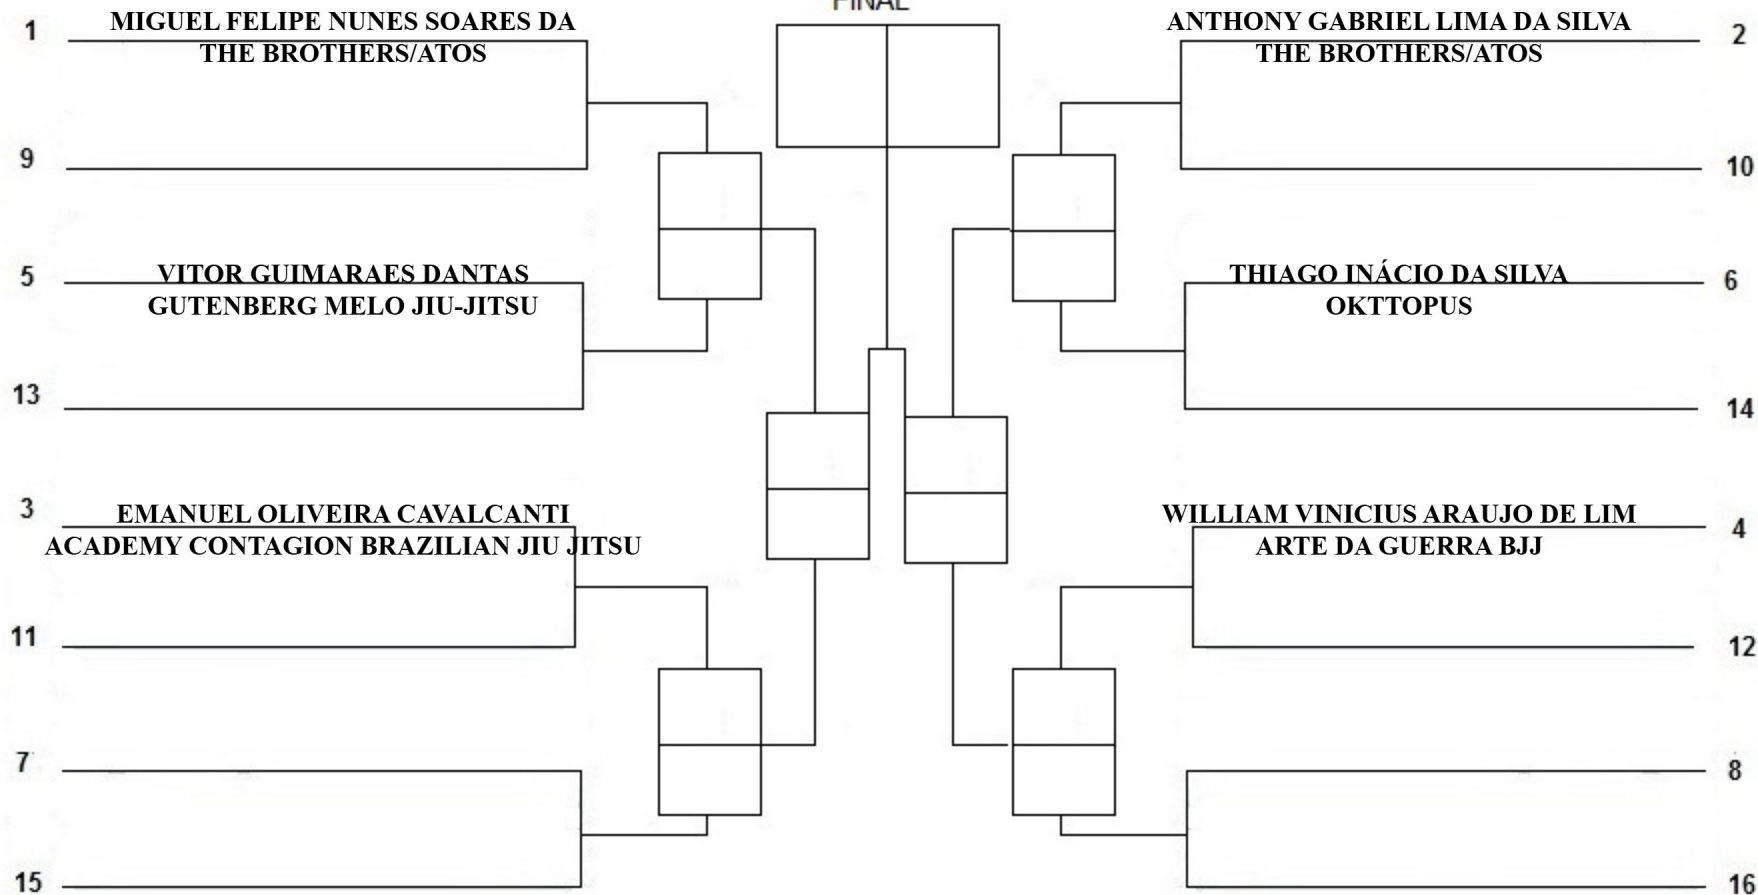 FINAL
1
MIGUEL FELIPE NUNES SOARES DA
THE BROTHERS/ATOS
9
5
VITOR GUIMARAES DANTAS
GUTENBERG MELO JIU-JITSU
13
3
EMANUEL OLIVEIRA CAVALCANTI
ACADEMY CONTAGION BRAZILIAN JIU JITSU
11
7
15
ANTHONY GABRIEL LIMA DA SILVA
2
THE BROTHERS/ATOS
10
THIAGO INÁCIO DA SILVA
6
OKTTOPUS
14
WILLIAM VINICIUS ARAUJO DE LIM
4
ARTE DA GUERRA BJJ
12
8
16